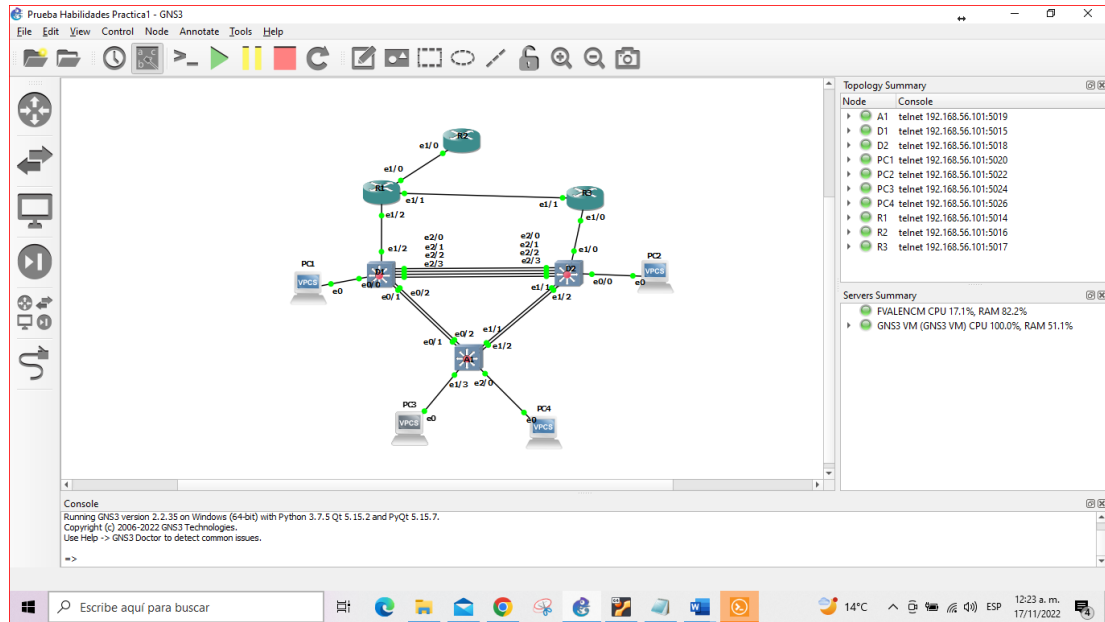 Prueba Habilidades Practica1 - GNS3
File Edit View Control Node Annotate Tools Help
Topology Summary
Node Console
A1 telnet 192.168.56.101:5019
D1 telnet 192.168.56.101:5015
D2 telnet 192.168.56.101:5018
PC1 telnet 192.168.56.101:5020
PC2 telnet 192.168.56.101:5022
PC3 telnet 192.168.56.101:5024
PC4 telnet 192.168.56.101:5026
R1 telnet 192.168.56.101:5014
R2 telnet 192.168.56.101:5016
R3 telnet 192.168.56.101:5017
Servers Summary
FVALENCM CPU 17.1%, RAM 82.2%
GNS3 VM (GNS3 VM) CPU 100.0%, RAM 51.1%
R2
e1/0
e1/0
R1
e1/1
e1/1
R3
e1/2
e1/0
e2/0
e2/1
e2/2
e2/3
e2/0
e2/1
e2/2
e2/3
e1/2
e1/0
PC1
VPCS
e0
e0/0
D1
D2
e0/0
e0
PC2
VPCS
e0/1
e0/2
e1/1
e1/2
e0/1
e0/2
e1/1
e1/2
A1
e1/3
e2/0
PC3
VPCS
e0
PC4
VPCS
e0
Console
Running GNS3 version 2.2.35 on Windows (64-bit) with Python 3.7.5 Qt 5.15.2 and PyQt 5.15.7.
Copyright (c) 2006-2022 GNS3 Technologies.
Use Help -> GNS3 Doctor to detect common issues.
=>
Escribe aquí para buscar
14°C
ESP
12:23 a. m.
17/11/2022
4